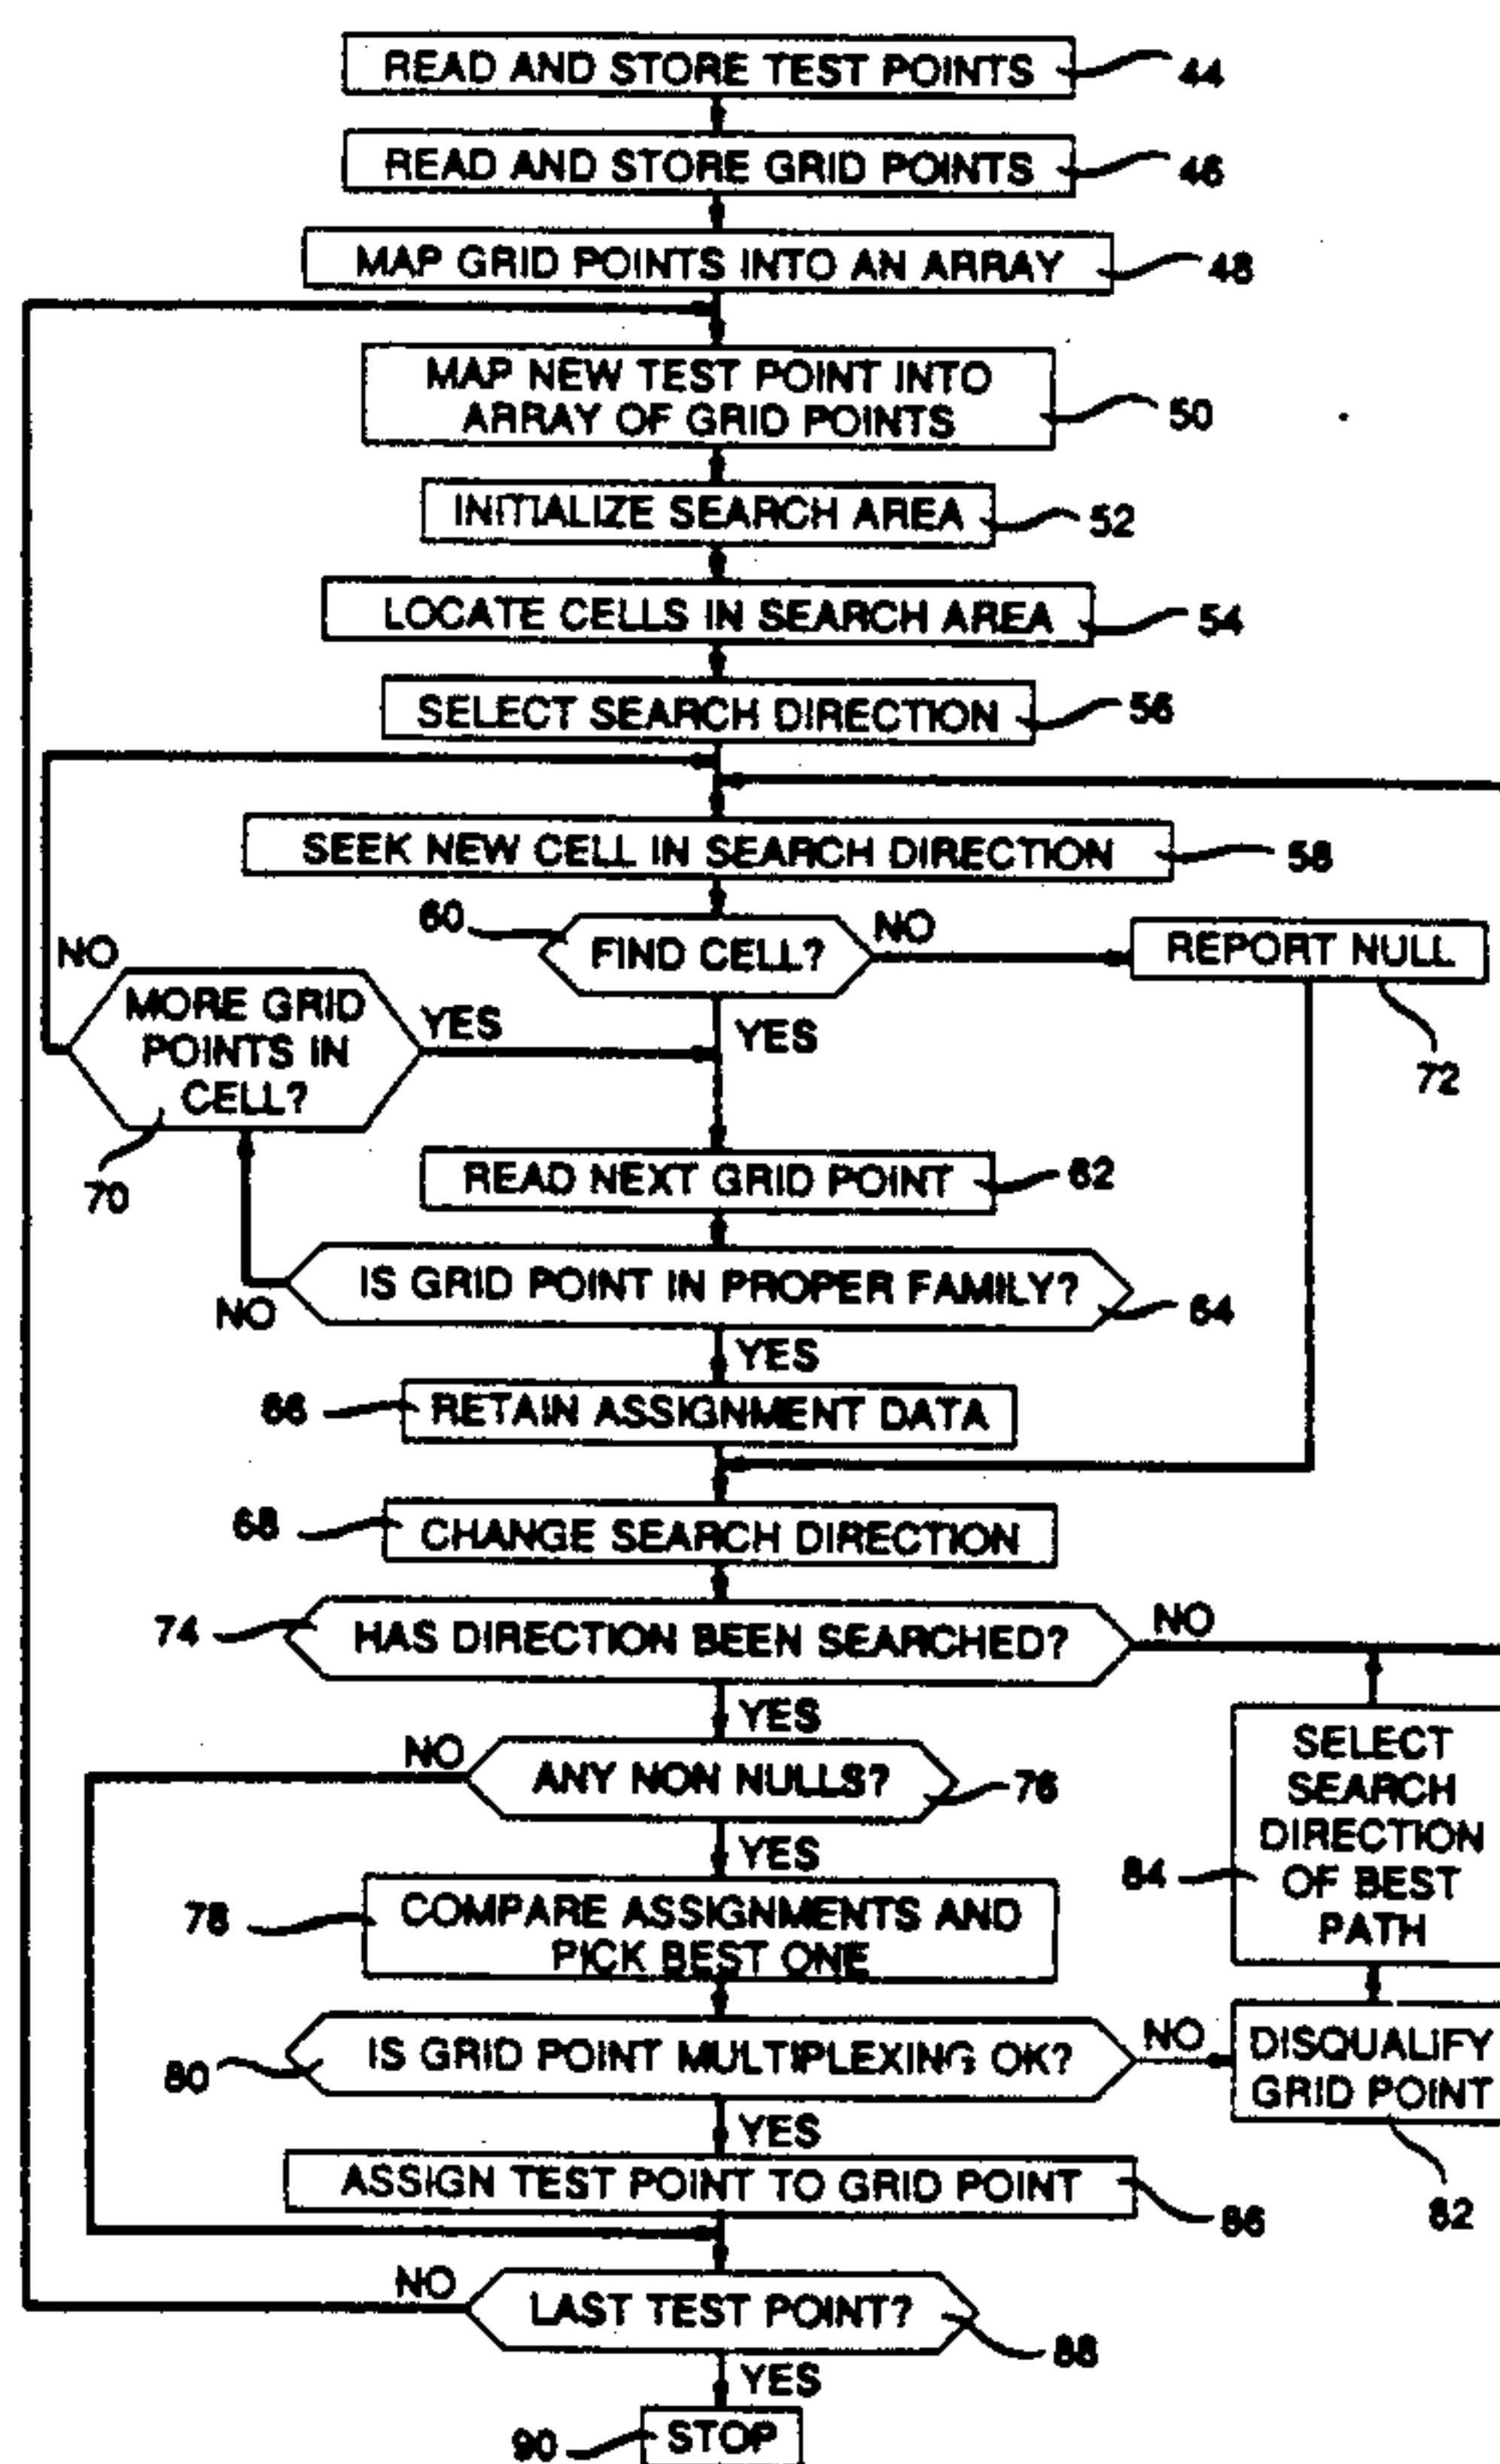 READ AND STORE TEST POINTS
44
READ AND STORE GRID POINTS
46
MAP GRID POINTS INTO AN ARRAY
48
MAP NEW TEST POINT INTO
ARRAY OF GRID POINTS
50
INITIALIZE SEARCH AREA
52
LOCATE CELLS IN SEARCH AREA
54
SELECT SEARCH DIRECTION
56
SEEK NEW CELL IN SEARCH DIRECTION
58
60
FIND CELL?
NO
REPORT NULL
72
YES
NO
MORE GRID
POINTS IN
CELL?
YES
70
READ NEXT GRID POINT
62
IS GRID POINT IN PROPER FAMILY?
64
NO
YES
66
RETAIN ASSIGNMENT DATA
68
CHANGE SEARCH DIRECTION
74
HAS DIRECTION BEEN SEARCHED?
NO
YES
NO
ANY NON NULLS?
76
YES
SELECT
SEARCH
DIRECTION
OF BEST
PATH
84
78
COMPARE ASSIGNMENTS AND
PICK BEST ONE
80
IS GRID POINT MULTIPLEXING OK?
NO
DISQUALIFY
GRID POINT
82
YES
ASSIGN TEST POINT TO GRID POINT
86
NO
LAST TEST POINT?
88
YES
90
STOP